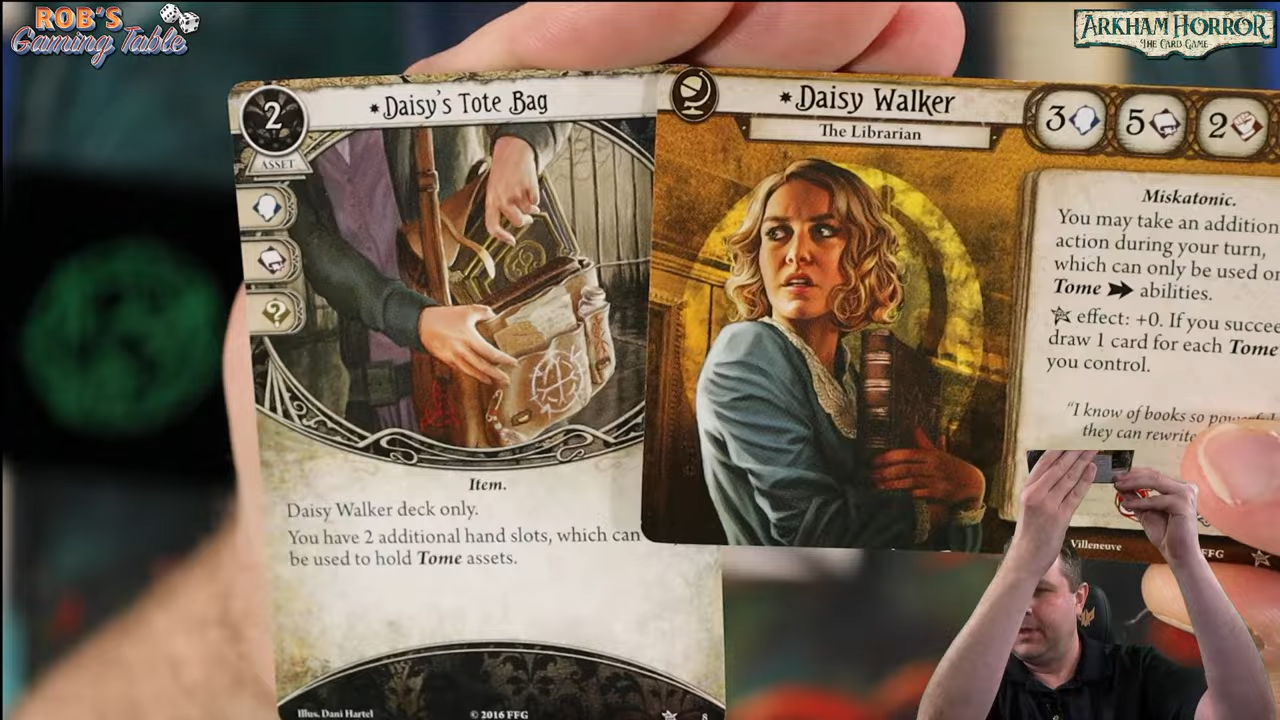 ROB'S
Gaming Table
ARKHAM HORROR
THE CARD GAME
2
Daisy's Tote Bag
ASSET
?
Item.
Daisy Walker deck only.
You have 2 additional hand slots, which can
be used to hold Tome assets.
Illus. Dani Hartel
© 2016 FFG
8
Daisy Walker
The Librarian
3
5
2
Miskatonic.
You may take an addition
action during your turn,
which can only be used o
Tome abilities.
effect: +0. If you succee
draw 1 card for each Tome
you control.
"I know of books so
they can rewrite
Villeneuve
FFG